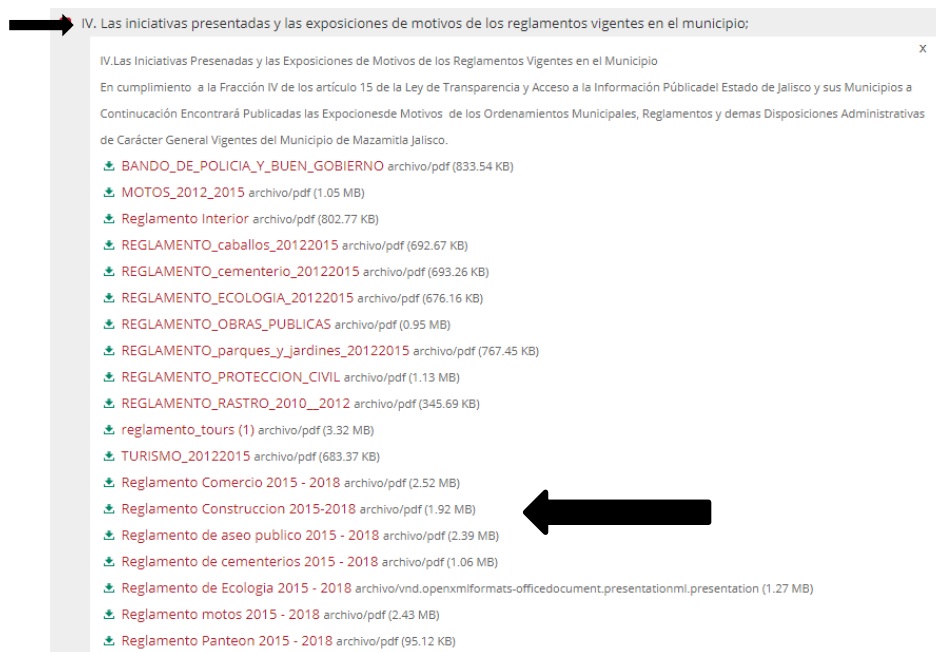 IV. Las iniciativas presentadas y las exposiciones de motivos de los reglamentos vigentes en el municipio;
x
IV.Las Iniciativas Presenadas y las Exposiciones de Motivos de los Reglamentos Vigentes en el Municipio
En cumplimiento a la Fracción IV de los artículo 15 de la Ley de Transparencia y Acceso a la Información Públicadel Estado de Jalisco y sus Municipios a
Continucación Encontrará Publicadas las Expocionesde Motivos de los Ordenamientos Municipales, Reglamentos y demas Disposiciones Administrativas
de Carácter General Vigentes del Municipio de Mazamitla Jalisco.
BANDO_DE_POLICIA_Y_BUEN_GOBIERNO archivo/pdf (833.54 KB)
MOTOS_2012_2015 archivo/pdf (1.05 MB)
Reglamento Interior archivo/pdf (802.77 KB)
REGLAMENTO_caballos_20122015 archivo/pdf (692.67 KB)
REGLAMENTO_cementerio_20122015 archivo/pdf (693.26 KB)
REGLAMENTO_ECOLOGIA_20122015 archivo/pdf (676.16 KB)
REGLAMENTO_OBRAS_PUBLICAS archivo/pdf (0.95 MB)
REGLAMENTO_parques_y_jardines_20122015 archivo/pdf (767.45 KB)
REGLAMENTO_PROTECCION_CIVIL archivo/pdf (1.13 MB)
REGLAMENTO_RASTRO_2010__2012 archivo/pdf (345.69 KB)
reglamento_tours (1) archivo/pdf (3.32 MB)
TURISMO_20122015 archivo/pdf (683.37 KB)
Reglamento Comercio 2015 - 2018 archivo/pdf (2.52 MB)
Reglamento Construccion 2015-2018 archivo/pdf (1.92 MB)
Reglamento de aseo publico 2015 - 2018 archivo/pdf (2.39 MB)
Reglamento de cementerios 2015 - 2018 archivo/pdf (1.06 MB)
Reglamento de Ecologia 2015 - 2018 archivo/vnd.openxmlformats-officedocument.presentationml.presentation (1.27 MB)
Reglamento motos 2015 - 2018 archivo/pdf (2.43 MB)
Reglamento Panteon 2015 - 2018 archivo/pdf (95.12 KB)